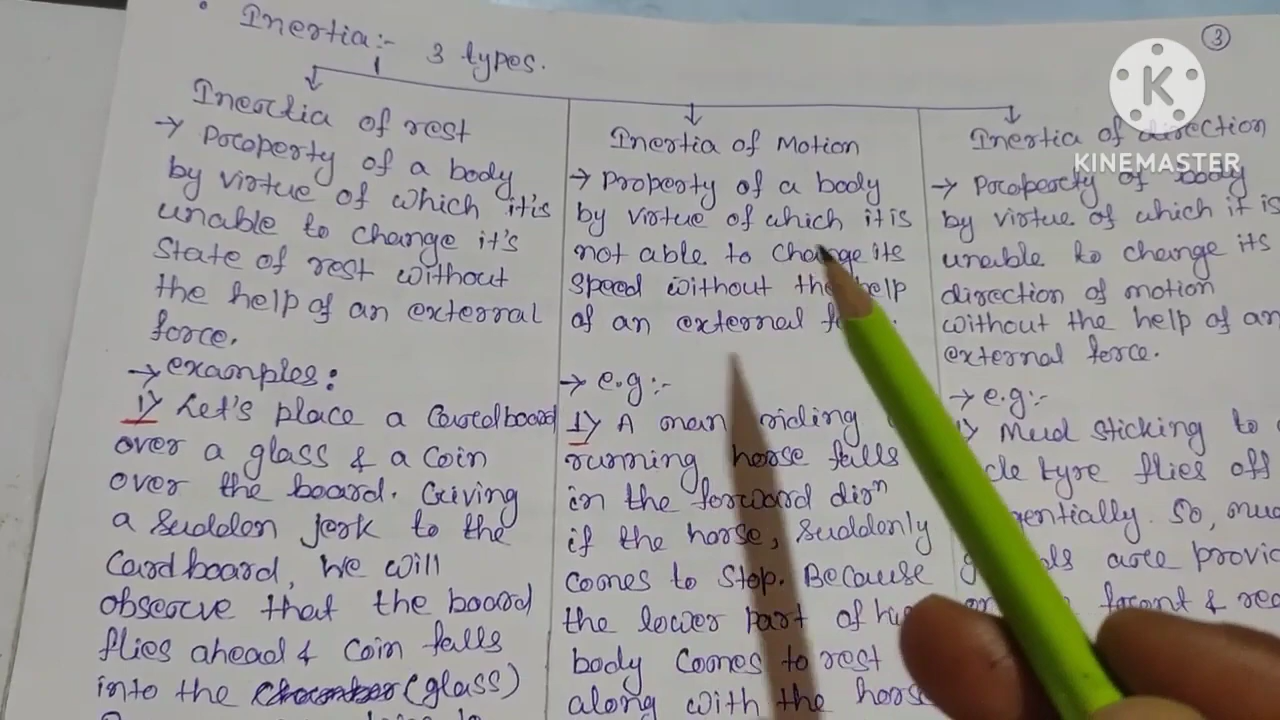 • Inertia:- 3 types.
3
K
KINEMASTER
Inertia of rest
→ Pocoperty of a body
by virtue of which it's
unable to change it's
state of rest without
the help of an external
force.
→ examples:
1) Let's place a Cardboard
over a glass & a coin
over the board. Giving
a sudden jerk to the
Cardboard, we will
observe that the board
flies ahead & coin falls
into the (glass)
Inertia of Motion
→ Property of a body
by virtue of which it is
not able to change its
speed without the help
of an external
→ e.g:-
1) A man riding
running horse falls
in the forward dirⁿ
if the horse, suddenly
comes to stop. Because
the lower part of
body comes to rest
along with the horse
Inertia of direction
→ Pocoperty of body
by virtue of which it is
unable to change its
direction of motion
without the help of an
external force.
→ e.g:-
Mud sticking to
tyre flies off
So,
are
front &